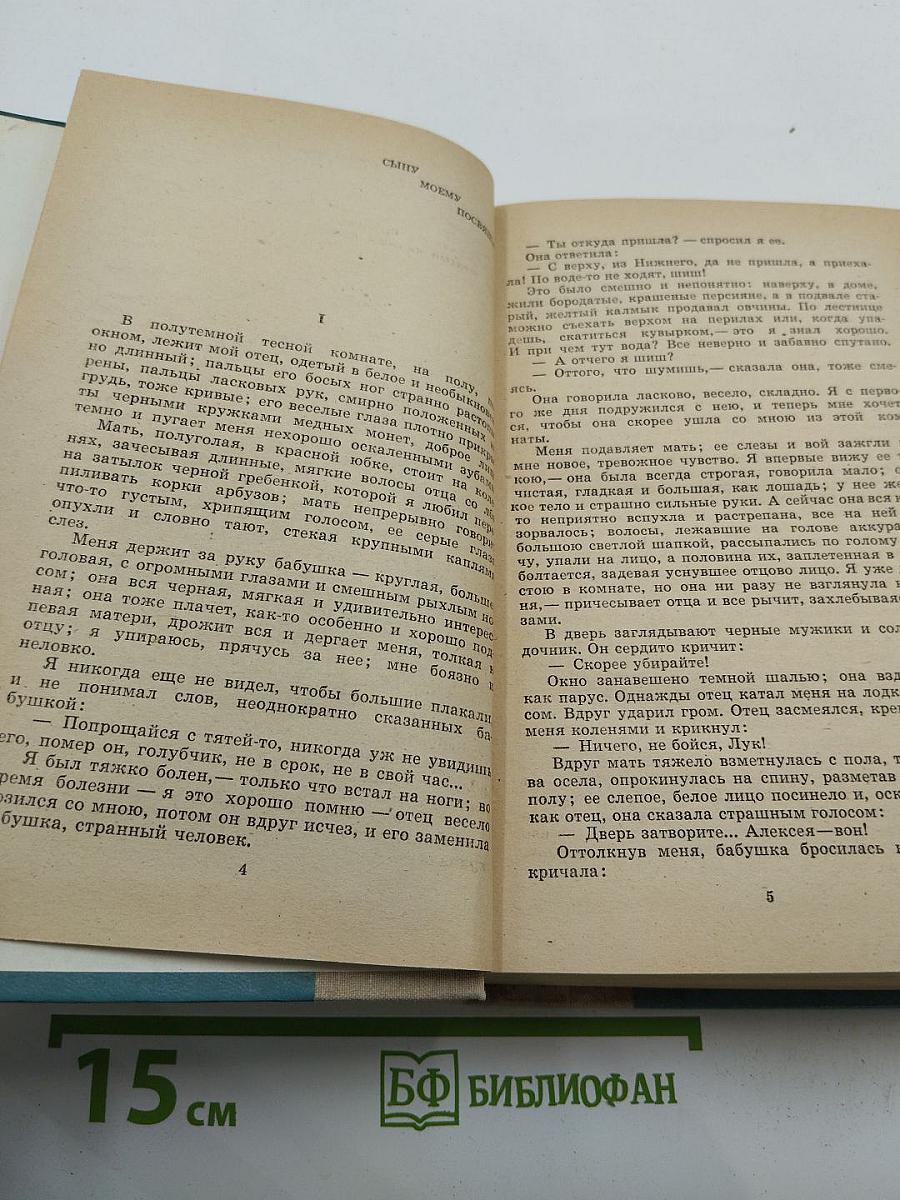 СЫНУ
МОЕМУ
I
В полутемной тесной комнате, на полу,
окном, лежит мой отец, одетый в белое и необыкнов
но длинный; пальцы его босых ног странно растоп
рены, пальцы ласковых рук, смирно положенных
грудь, тоже кривые; его веселые глаза плотно прикры
ты черными кружками медных монет, доброе лиц
темно и пугает меня нехорошо оскаленными зубам
Мать, полуголая, в красной юбке, стоит на коле
нях, зачесывая длинные, мягкие волосы отца со лб
на затылок черной гребенкой, которой я любил пере
пиливать корки арбузов; мать непрерывно говори
что-то густым, хрипящим голосом, ее серые глаза
опухли и словно тают, стекая крупными каплями
слез.
Меня держит за руку бабушка — круглая, больше
головая, с огромными глазами и смешным рыхлым но
сом; она вся черная, мягкая и удивительно интерес
ная; она тоже плачет, как-то особенно и хорошо под
певая матери, дрожит вся и дергает меня, толкая к
отцу; я упираюсь, прячусь за нее; мне боязно и
неловко.
Я никогда еще не видел, чтобы большие плакали,
и не понимал слов, неоднократно сказанных ба-
бушкой:
— Попрощайся с тятей-то, никогда уж не увидишь
его, помер он, голубчик, не в срок, не в свой час...
Я был тяжко болен,— только что встал на ноги; во
ремя болезни — я это хорошо помню — отец весело
озился со мною, потом он вдруг исчез, и его заменила
бушка, странный человек.
4
— Ты откуда пришла? — спросил я ее.
Она ответила:
— С верху, из Нижнего, да не пришла, а приеха-
ла! По воде-то не ходят, шиш!
Это было смешно и непонятно: наверху, в доме,
жили бородатые, крашеные персияне, а в подвале ста-
рый, желтый калмык продавал овчины. По лестнице
можно съехать верхом на перилах или, когда упа-
дешь, скатиться кувырком,— это я знал хорошо.
И при чем тут вода? Все неверно и забавно спутано.
— А отчего я шиш?
— Оттого, что шумишь,— сказала она, тоже сме-
ясь.
Она говорила ласково, весело, складно. Я с перво
го же дня подружился с нею, и теперь мне хочет
ся, чтобы она скорее ушла со мною из этой ком
наты.
Меня подавляет мать; ее слезы и вой зажгли
мне новое, тревожное чувство. Я впервые вижу ее т
кою,— она была всегда строгая, говорила мало; о
чистая, гладкая и большая, как лошадь; у нее же
кое тело и страшно сильные руки. А сейчас она вся к
то неприятно вспухла и растрепана, все на ней
зорвалось; волосы, лежавшие на голове аккура
большою светлой шапкой, рассыпались по голому
чу, упали на лицо, а половина их, заплетенная в
болтается, задевая уснувшее отцово лицо. Я уже
стою в комнате, но она ни разу не взглянула н
ня,— причесывает отца и все рычит, захлебывая
зами.
В дверь заглядывают черные мужики и сол
дочник. Он сердито кричит:
— Скорее убирайте!
Окно занавешено темной шалью; она взд
как парус. Однажды отец катал меня на лодк
сом. Вдруг ударил гром. Отец засмеялся, креп
меня коленями и крикнул:
— Ничего, не бойся, Лук!
Вдруг мать тяжело взметнулась с пола, т
ва осела, опрокинулась на спину, разметав
полу; ее слепое, белое лицо посинело и, оск
как отец, она сказала страшным голосом:
— Дверь затворите... Алексея — вон!
Оттолкнув меня, бабушка бросилась к
кричала:
5
15 см
БФ БИБЛИОФАН